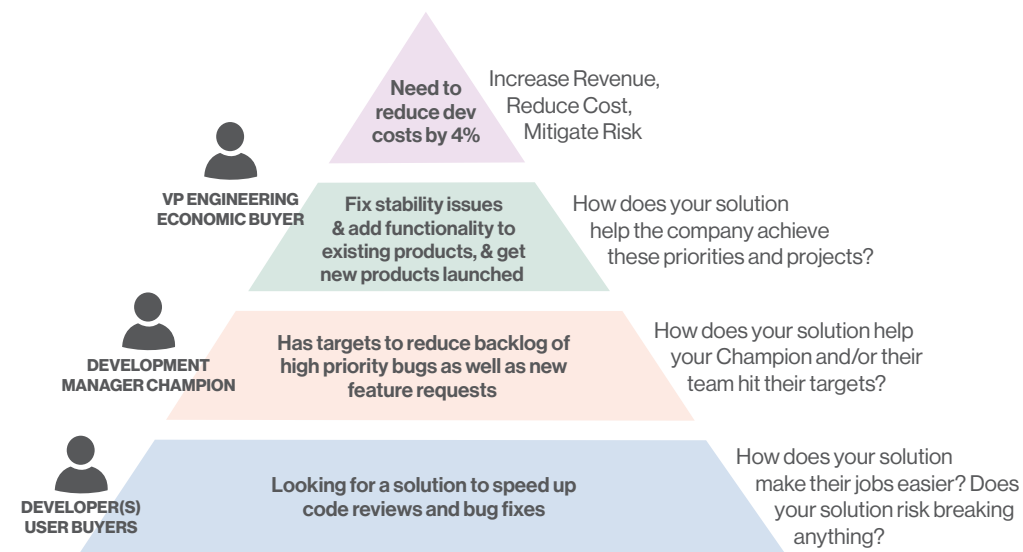 Need to
reduce dev
costs by 4%
Increase Revenue,
Reduce Cost,
Mitigate Risk
VP ENGINEERING
ECONOMIC BUYER
Fix stability issues
& add functionality to
existing products, & get
new products launched
How does your solution
help the company achieve
these priorities and projects?
DEVELOPMENT
MANAGER CHAMPION
Has targets to reduce backlog of
high priority bugs as well as new
feature requests
How does your solution help
your Champion and/or their
team hit their targets?
DEVELOPER(S)
USER BUYERS
Looking for a solution to speed up
code reviews and bug fixes
How does your solution
make their jobs easier? Does
your solution risk breaking
anything?